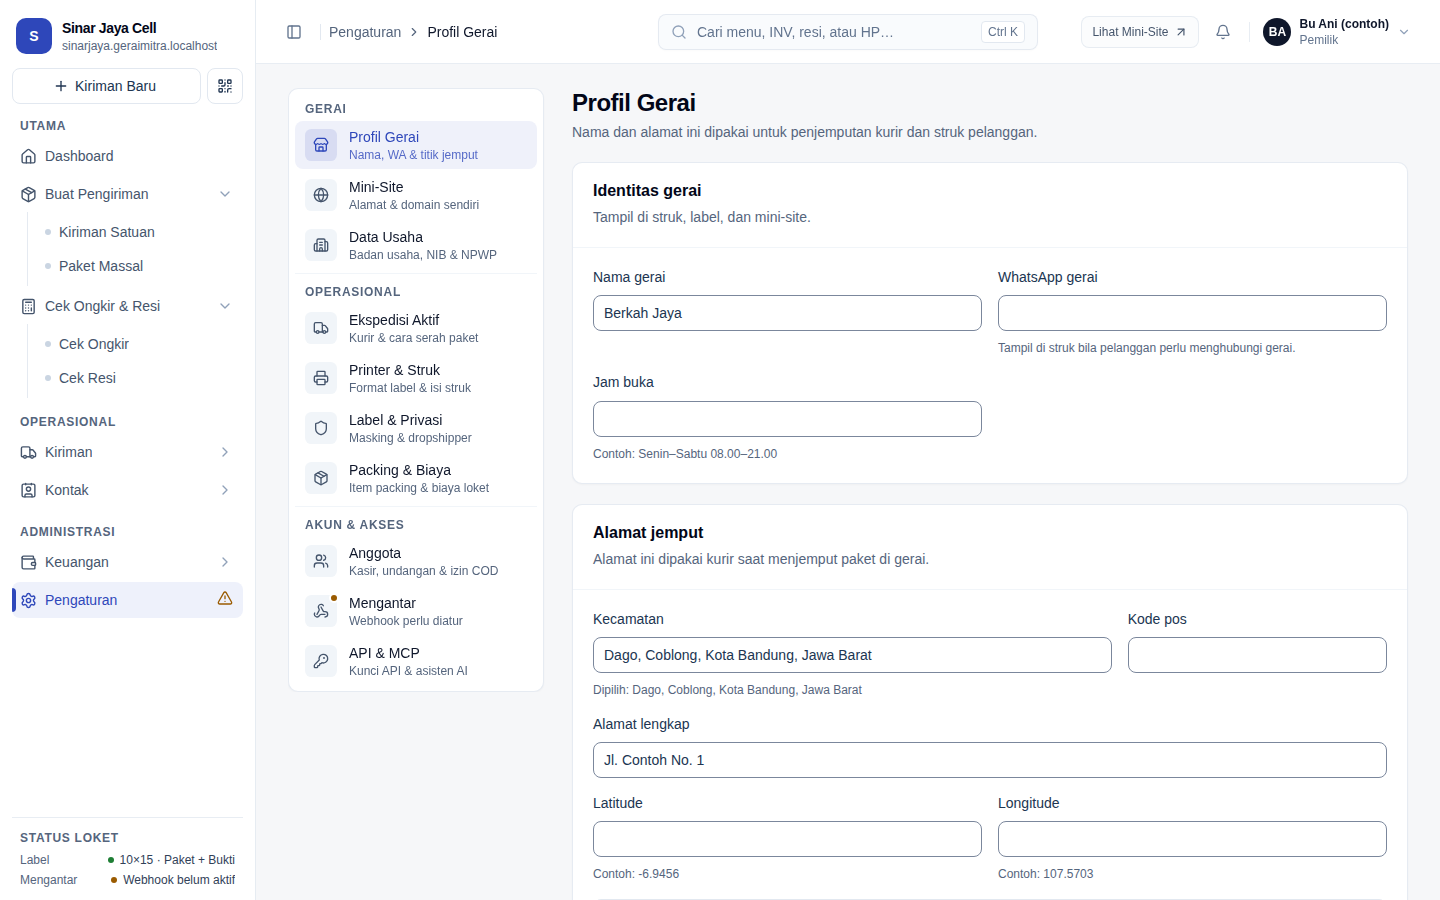 S
Sinar Jaya Cell
sinarjaya.geraimitra.localhost
Kiriman Baru
UTAMA
Dashboard
Buat Pengiriman
Kiriman Satuan
Paket Massal
Cek Ongkir & Resi
Cek Ongkir
Cek Resi
OPERASIONAL
Kiriman
Kontak
ADMINISTRASI
Keuangan
Pengaturan
STATUS LOKET
Label 10×15 · Paket + Bukti
Mengantar Webhook belum aktif
Pengaturan > Profil Gerai
Cari menu, INV, resi, atau HP… Ctrl K
Lihat Mini-Site
BA
Bu Ani (contoh)
Pemilik
GERAI
Profil Gerai
Nama, WA & titik jemput
Mini-Site
Alamat & domain sendiri
Data Usaha
Badan usaha, NIB & NPWP
OPERASIONAL
Ekspedisi Aktif
Kurir & cara serah paket
Printer & Struk
Format label & isi struk
Label & Privasi
Masking & dropshipper
Packing & Biaya
Item packing & biaya loket
AKUN & AKSES
Anggota
Kasir, undangan & izin COD
Mengantar
Webhook perlu diatur
API & MCP
Kunci API & asisten AI
Profil Gerai
Nama dan alamat ini dipakai untuk penjemputan kurir dan struk pelanggan.
Identitas gerai
Tampil di struk, label, dan mini-site.
Nama gerai
Berkah Jaya
WhatsApp gerai
Tampil di struk bila pelanggan perlu menghubungi gerai.
Jam buka
Contoh: Senin–Sabtu 08.00–21.00
Alamat jemput
Alamat ini dipakai kurir saat menjemput paket di gerai.
Kecamatan
Dago, Coblong, Kota Bandung, Jawa Barat
Dipilih: Dago, Coblong, Kota Bandung, Jawa Barat
Kode pos
Alamat lengkap
Jl. Contoh No. 1
Latitude
Contoh: -6.9456
Longitude
Contoh: 107.5703